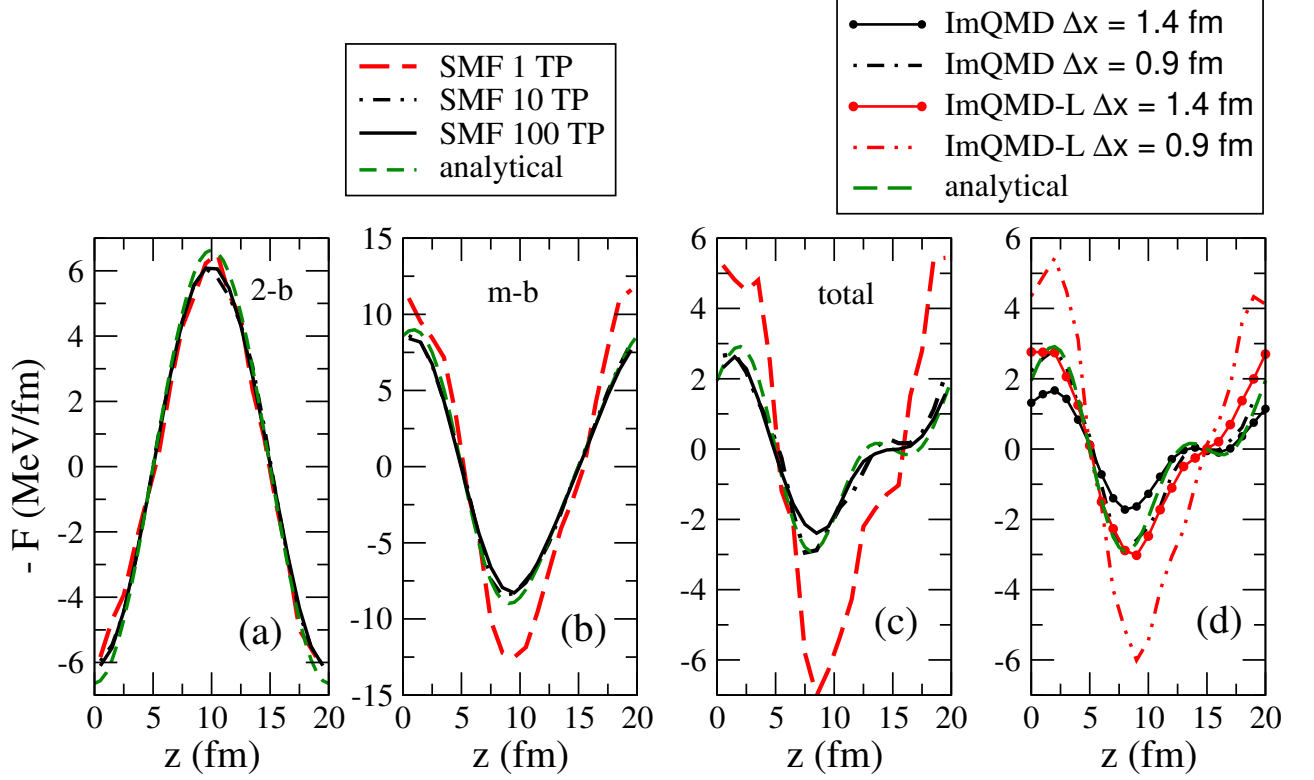 SMF 1 TP
SMF 10 TP
SMF 100 TP
analytical
ImQMD Δx = 1.4 fm
ImQMD Δx = 0.9 fm
ImQMD-L Δx = 1.4 fm
ImQMD-L Δx = 0.9 fm
analytical
- F (MeV/fm)
6
4
2
0
-2
-4
-6
2-b
(a)
0 5 10 15 20
z (fm)
15
10
5
0
-5
-10
-15
m-b
(b)
0 5 10 15 20
z (fm)
6
4
2
0
-2
-4
-6
total
(c)
0 5 10 15 20
z (fm)
6
4
2
0
-2
-4
-6
(d)
0 5 10 15 20
z (fm)